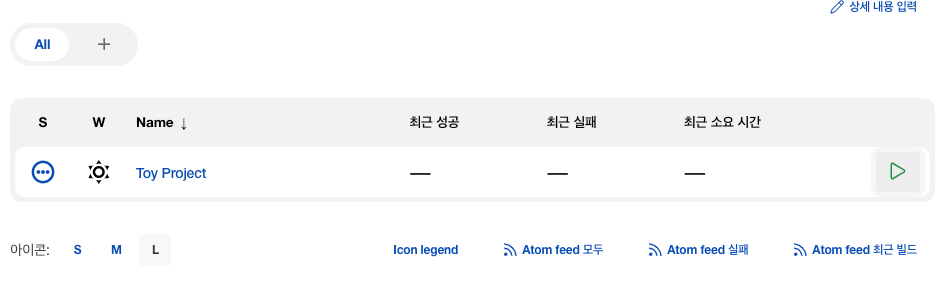 상세 내용 입력
All +
S W Name ↓ 최근 성공 최근 실패 최근 소요 시간
Toy Project — — —
아이콘: S M L Icon legend Atom feed 모두 Atom feed 실패 Atom feed 최근 빌드